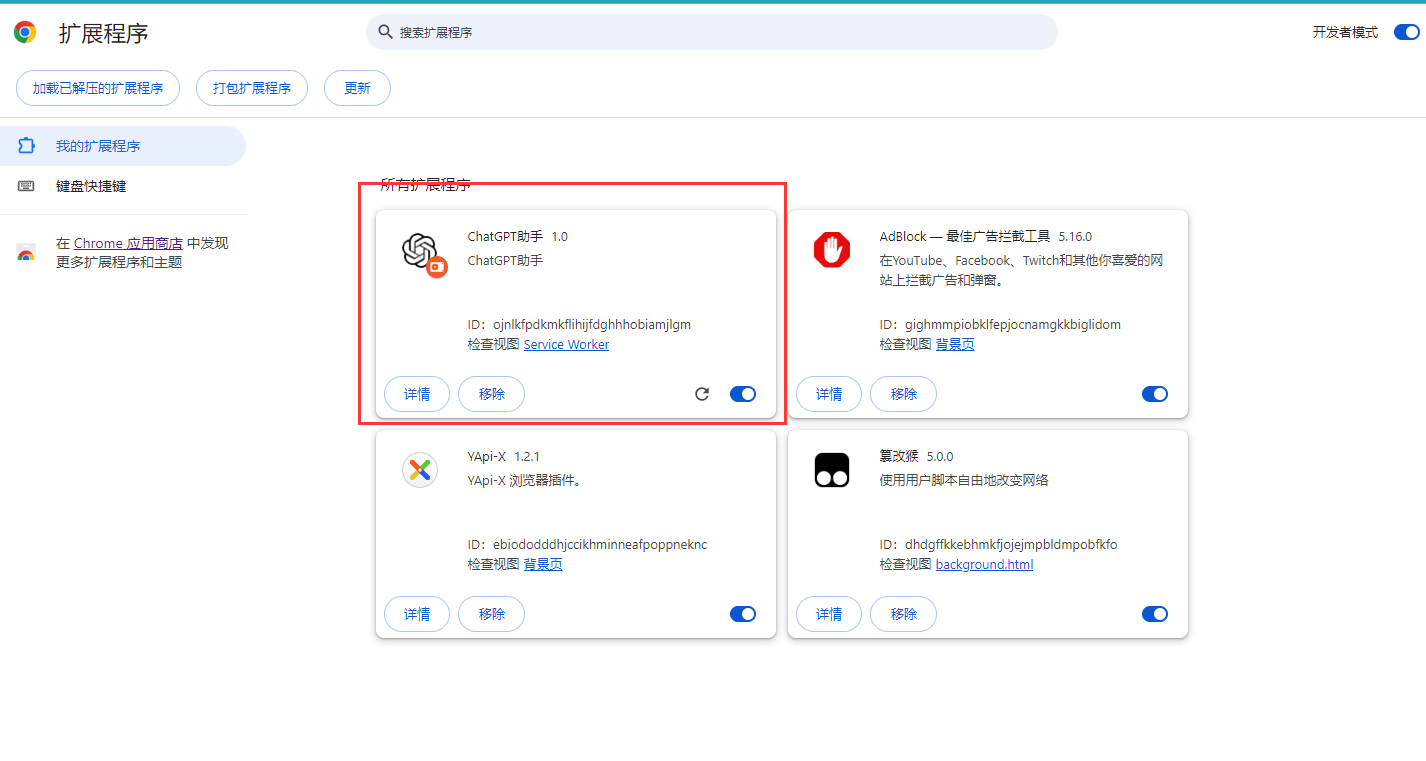 扩展程序
搜索扩展程序
开发者模式
加载已解压的扩展程序
打包扩展程序
更新
我的扩展程序
键盘快捷键
在 Chrome 应用商店 中发现
更多扩展程序和主题
所有扩展程序
ChatGPT助手 1.0
ChatGPT助手
ID：ojnlkfpdkmkflihijfdghhhobiamjlgm
检查视图 Service Worker
详情
移除
AdBlock — 最佳广告拦截工具 5.16.0
在YouTube、Facebook、Twitch和其他你喜爱的网
站上拦截广告和弹窗。
ID：gighmmpiobklfepjocnamgkkbiglidom
检查视图 背景页
详情
移除
YApi-X 1.2.1
YApi-X 浏览器插件。
ID：ebiododddhjccikhminneafpoppneknc
检查视图 背景页
详情
移除
篡改猴 5.0.0
使用用户脚本自由地改变网络
ID：dhdgffkkebhmkfjojejmpbldmpobfkfo
检查视图 background.html
详情
移除